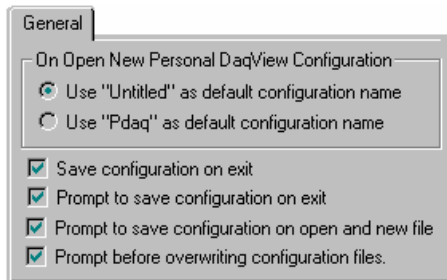 General
On Open New Personal DaqView Configuration
Use "Untitled" as default configuration name
Use "Pdaq" as default configuration name
Save configuration on exit
Prompt to save configuration on exit
Prompt to save configuration on open and new file
Prompt before overwriting configuration files.